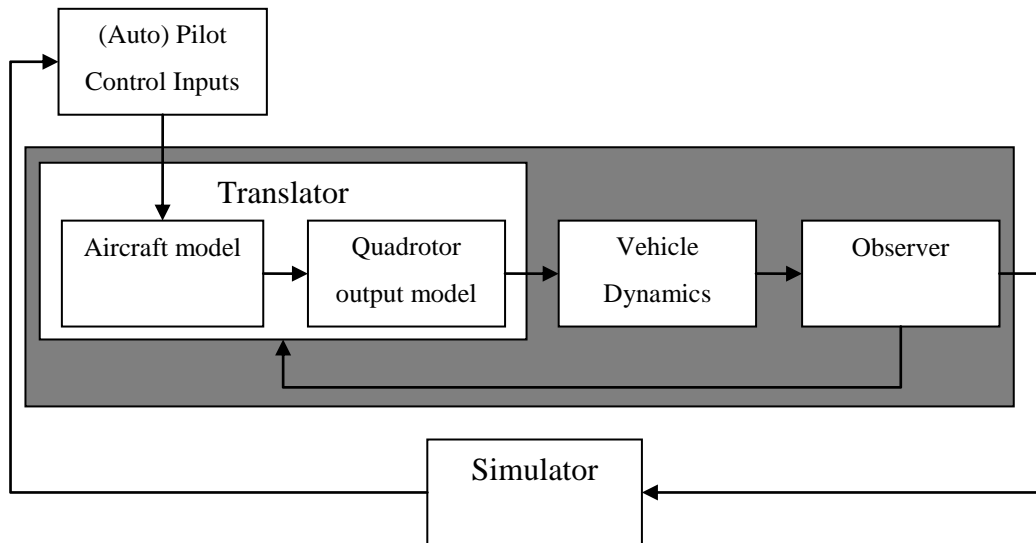 (Auto) Pilot
Control Inputs
Translator
Aircraft model
Quadrotor
output model
Vehicle
Dynamics
Observer
Simulator